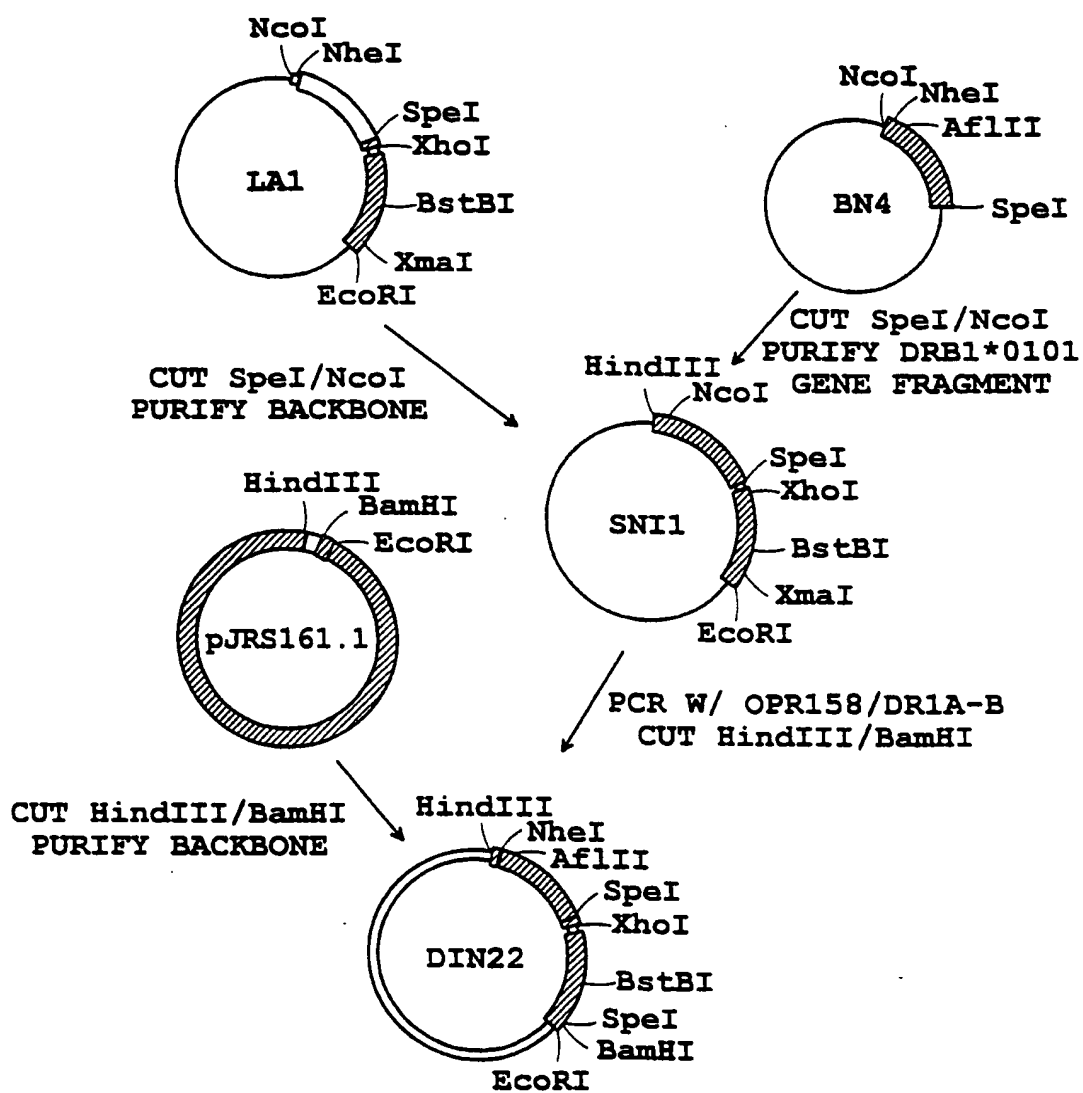 NcoI
NheI
SpeI
XhoI
LA1
BstBI
XmaI
EcoRI
NcoI
NheI
AflII
BN4
SpeI
CUT SpeI/NcoI
PURIFY BACKBONE
CUT SpeI/NcoI
PURIFY DRB1*0101
GENE FRAGMENT
HindIII
NcoI
SpeI
XhoI
SNI1
BstBI
XmaI
EcoRI
HindIII
BamHI
EcoRI
pJRS161.1
PCR W/ OPR158/DR1A-B
CUT HindIII/BamHI
CUT HindIII/BamHI
PURIFY BACKBONE
HindIII
NheI
AflII
SpeI
XhoI
DIN22
BstBI
SpeI
BamHI
EcoRI